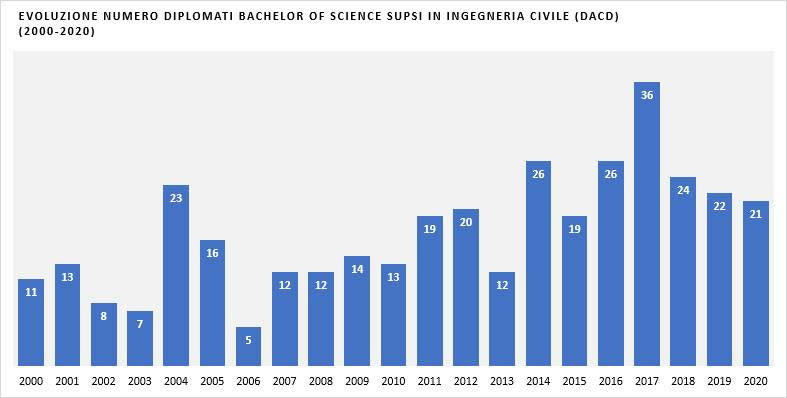 EVOLUZIONE NUMERO DIPLOMATI BACHELOR OF SCIENCE SUPSI IN INGEGNERIA CIVILE (DACD)
(2000-2020)
11 13 8 7 23 16 5 12 12 14 13 19 20 12 26 19 26 36 24 22 21
2000 2001 2002 2003 2004 2005 2006 2007 2008 2009 2010 2011 2012 2013 2014 2015 2016 2017 2018 2019 2020